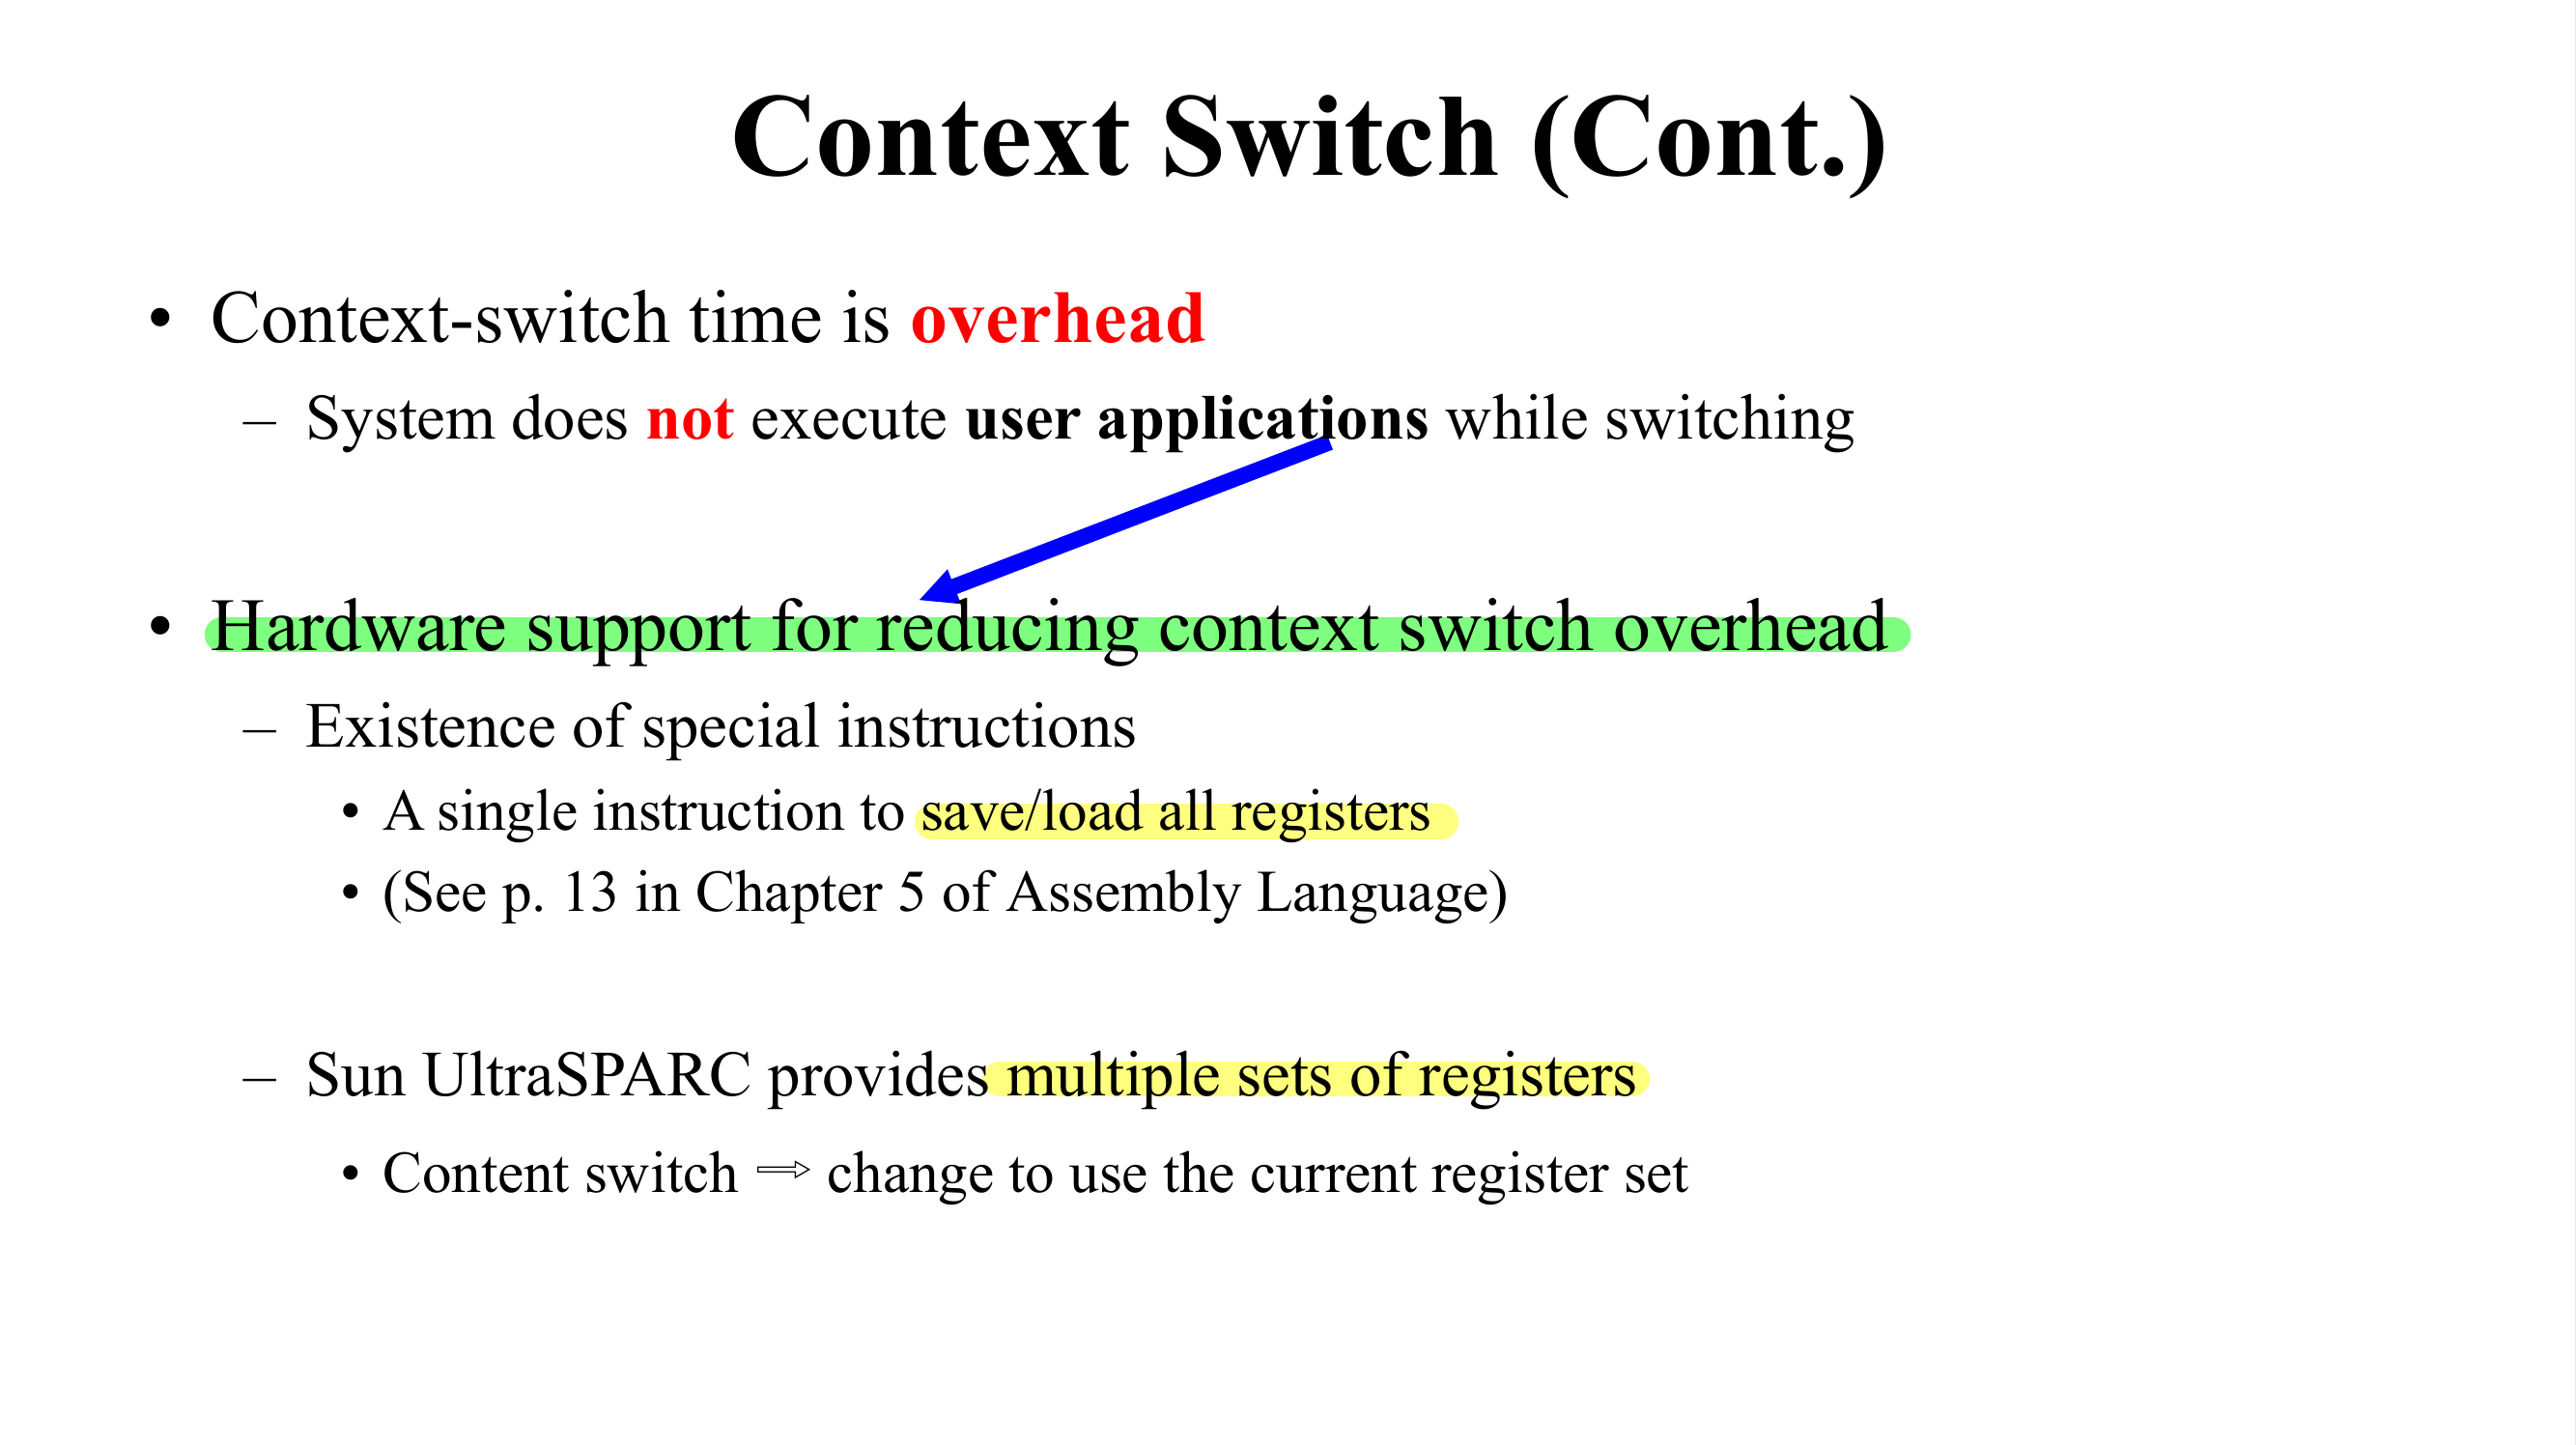 Context Switch (Cont.)
• Context-switch time is overhead
– System does not execute user applications while switching
• Hardware support for reducing context switch overhead
– Existence of special instructions
• A single instruction to save/load all registers
• (See p. 13 in Chapter 5 of Assembly Language)
– Sun UltraSPARC provides multiple sets of registers
• Content switch ⇒ change to use the current register set